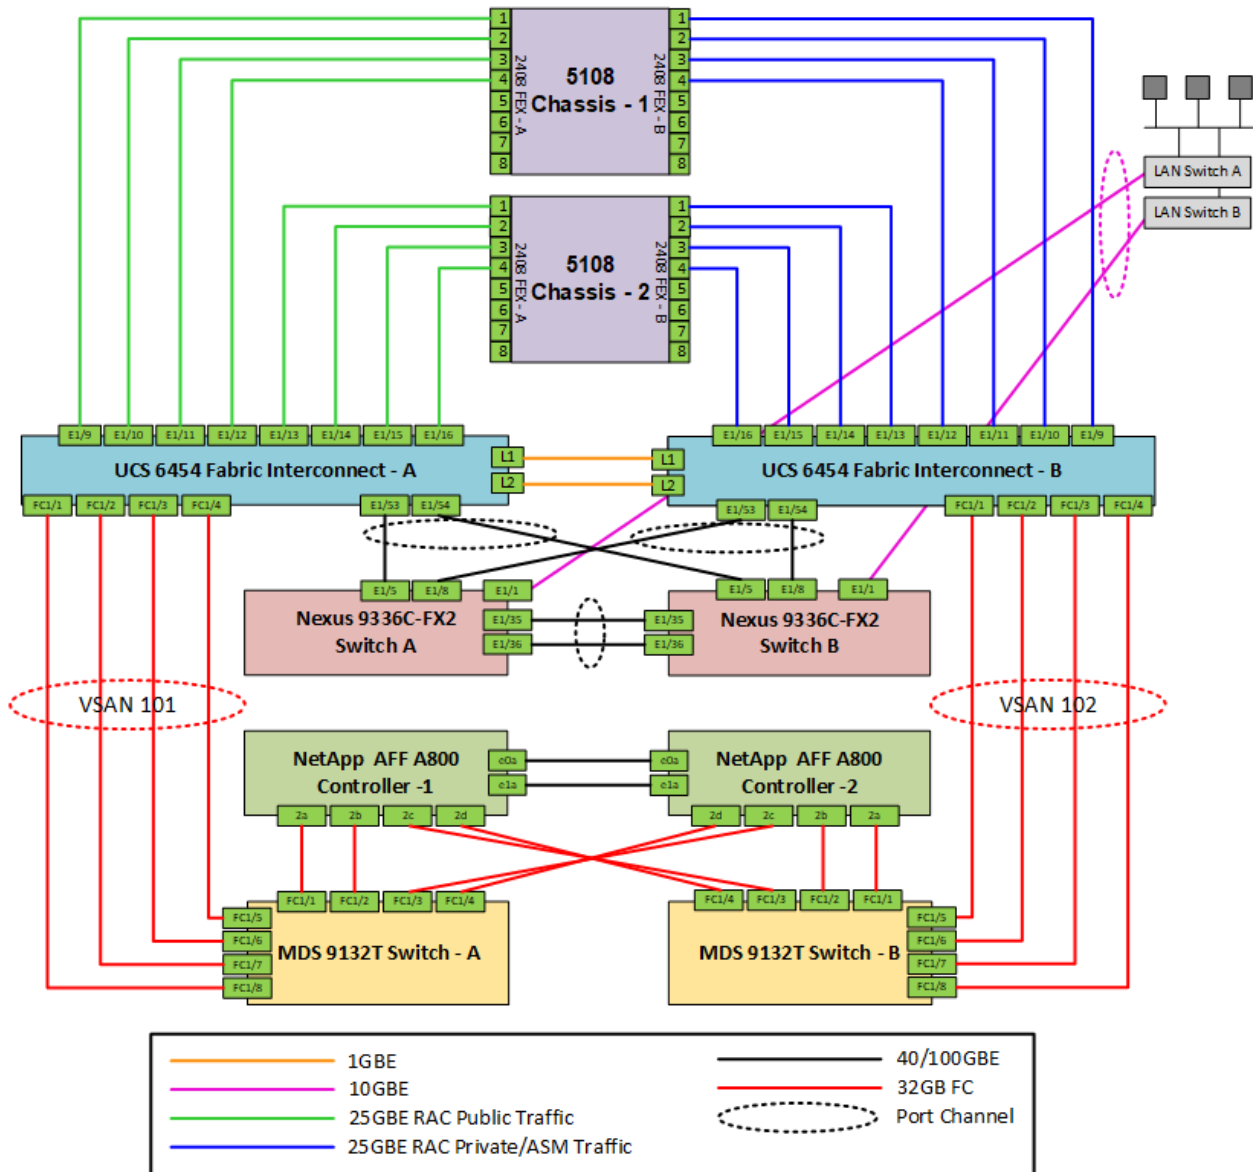 1
2
3
4
5
6
7
8
2408 FEX - A
5108
Chassis - 1
2408 FEX - B
1
2
3
4
5
6
7
8
LAN Switch A
LAN Switch B
1
2
3
4
5
6
7
8
2408 FEX - A
5108
Chassis - 2
2408 FEX - B
1
2
3
4
5
6
7
8
E1/9 E1/10 E1/11 E1/12 E1/13 E1/14 E1/15 E1/16
UCS 6454 Fabric Interconnect - A
L1
L2
FC1/1 FC1/2 FC1/3 FC1/4
E1/53 E1/54
E1/16 E1/15 E1/14 E1/13 E1/12 E1/11 E1/10 E1/9
L1
L2
UCS 6454 Fabric Interconnect - B
E1/53 E1/54
FC1/1 FC1/2 FC1/3 FC1/4
E1/5 E1/8 E1/1
Nexus 9336C-FX2
Switch A
E1/35
E1/36
E1/5 E1/8 E1/1
E1/35
E1/36
Nexus 9336C-FX2
Switch B
VSAN 101
VSAN 102
NetApp AFF A800
Controller -1
e0a
e1a
2a 2b 2c 2d
e0a
e1a
NetApp AFF A800
Controller -2
2d 2c 2b 2a
FC1/1 FC1/2 FC1/3 FC1/4
FC1/5
FC1/6
FC1/7
FC1/8
MDS 9132T Switch - A
FC1/4 FC1/3 FC1/2 FC1/1
MDS 9132T Switch - B
FC1/5
FC1/6
FC1/7
FC1/8
1GBE
10GBE
25GBE RAC Public Traffic
25GBE RAC Private/ASM Traffic
40/100GBE
32GB FC
Port Channel